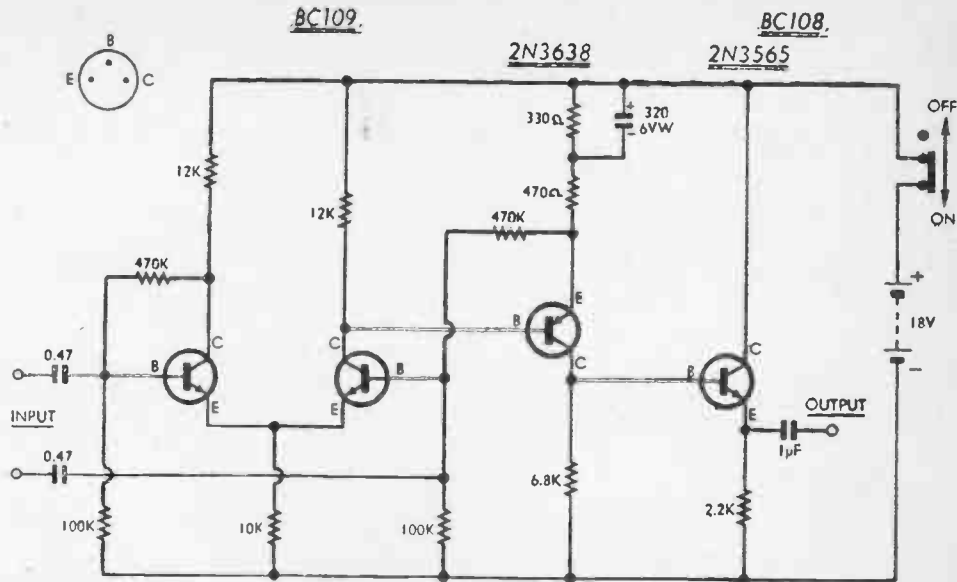 BC109.
BC108.
2N3638
2N3565
B
E
C
330Ω
+
320
-
6VW
OFF
12K
470Ω
12K
470K
ON
470K
E
+
B
18V
C
C
C
C
-
0.47
B
B
B
E
E
E
OUTPUT
INPUT
1µF
0.47
6.8K
2.2K
100K
10K
100K